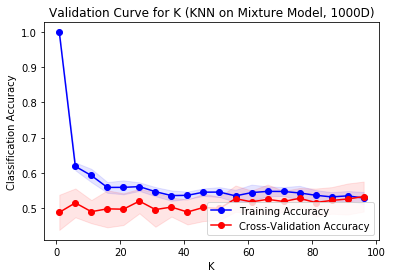 Validation Curve for K (KNN on Mixture Model, 1000D)
1.0
0.9
0.8
0.7
0.6
0.5
Classification Accuracy
Training Accuracy
Cross-Validation Accuracy
0 20 40 60 80 100
K